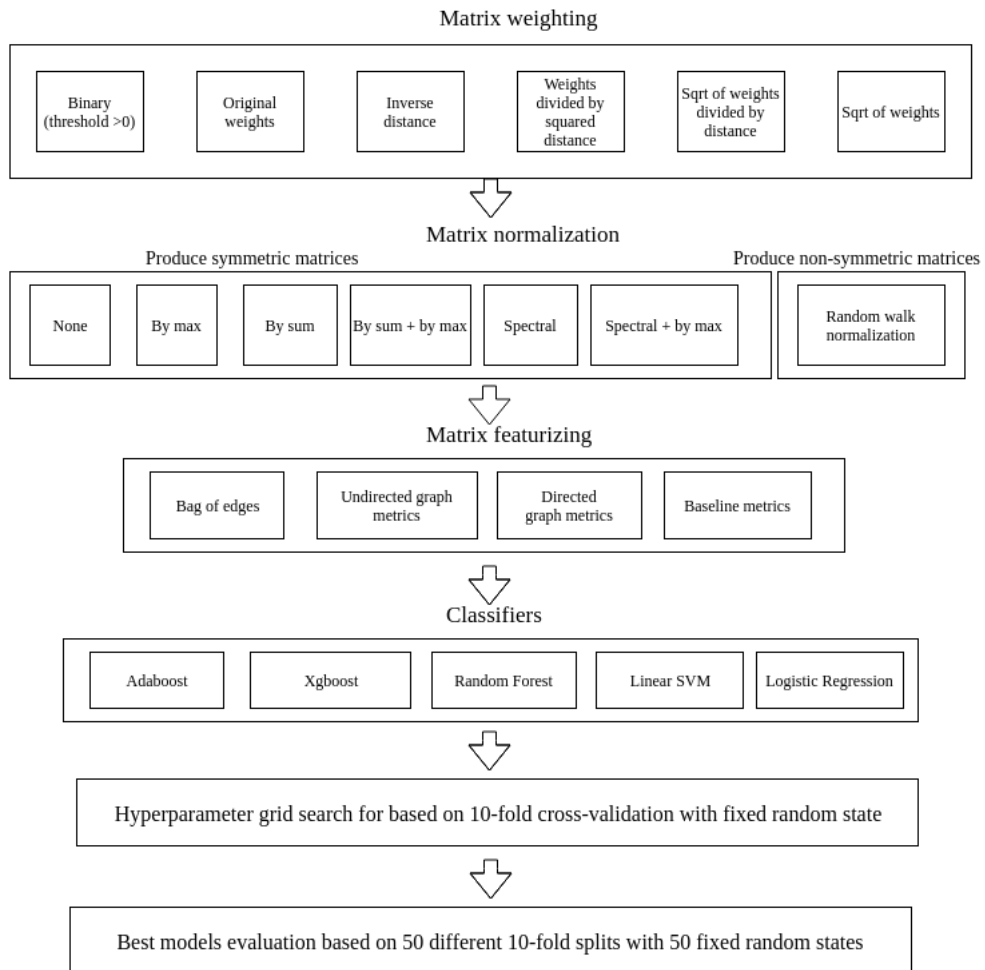 Matrix weighting
Binary
(threshold >0)
Original
weights
Inverse
distance
Weights
divided by
squared
distance
Sqrt of weights
divided by
distance
Sqrt of weights
Matrix normalization
Produce symmetric matrices
Produce non-symmetric matrices
None
By max
By sum
By sum + by max
Spectral
Spectral + by max
Random walk
normalization
Matrix featurizing
Bag of edges
Undirected graph
metrics
Directed
graph metrics
Baseline metrics
Classifiers
Adaboost
Xgboost
Random Forest
Linear SVM
Logistic Regression
Hyperparameter grid search for based on 10-fold cross-validation with fixed random state
Best models evaluation based on 50 different 10-fold splits with 50 fixed random states